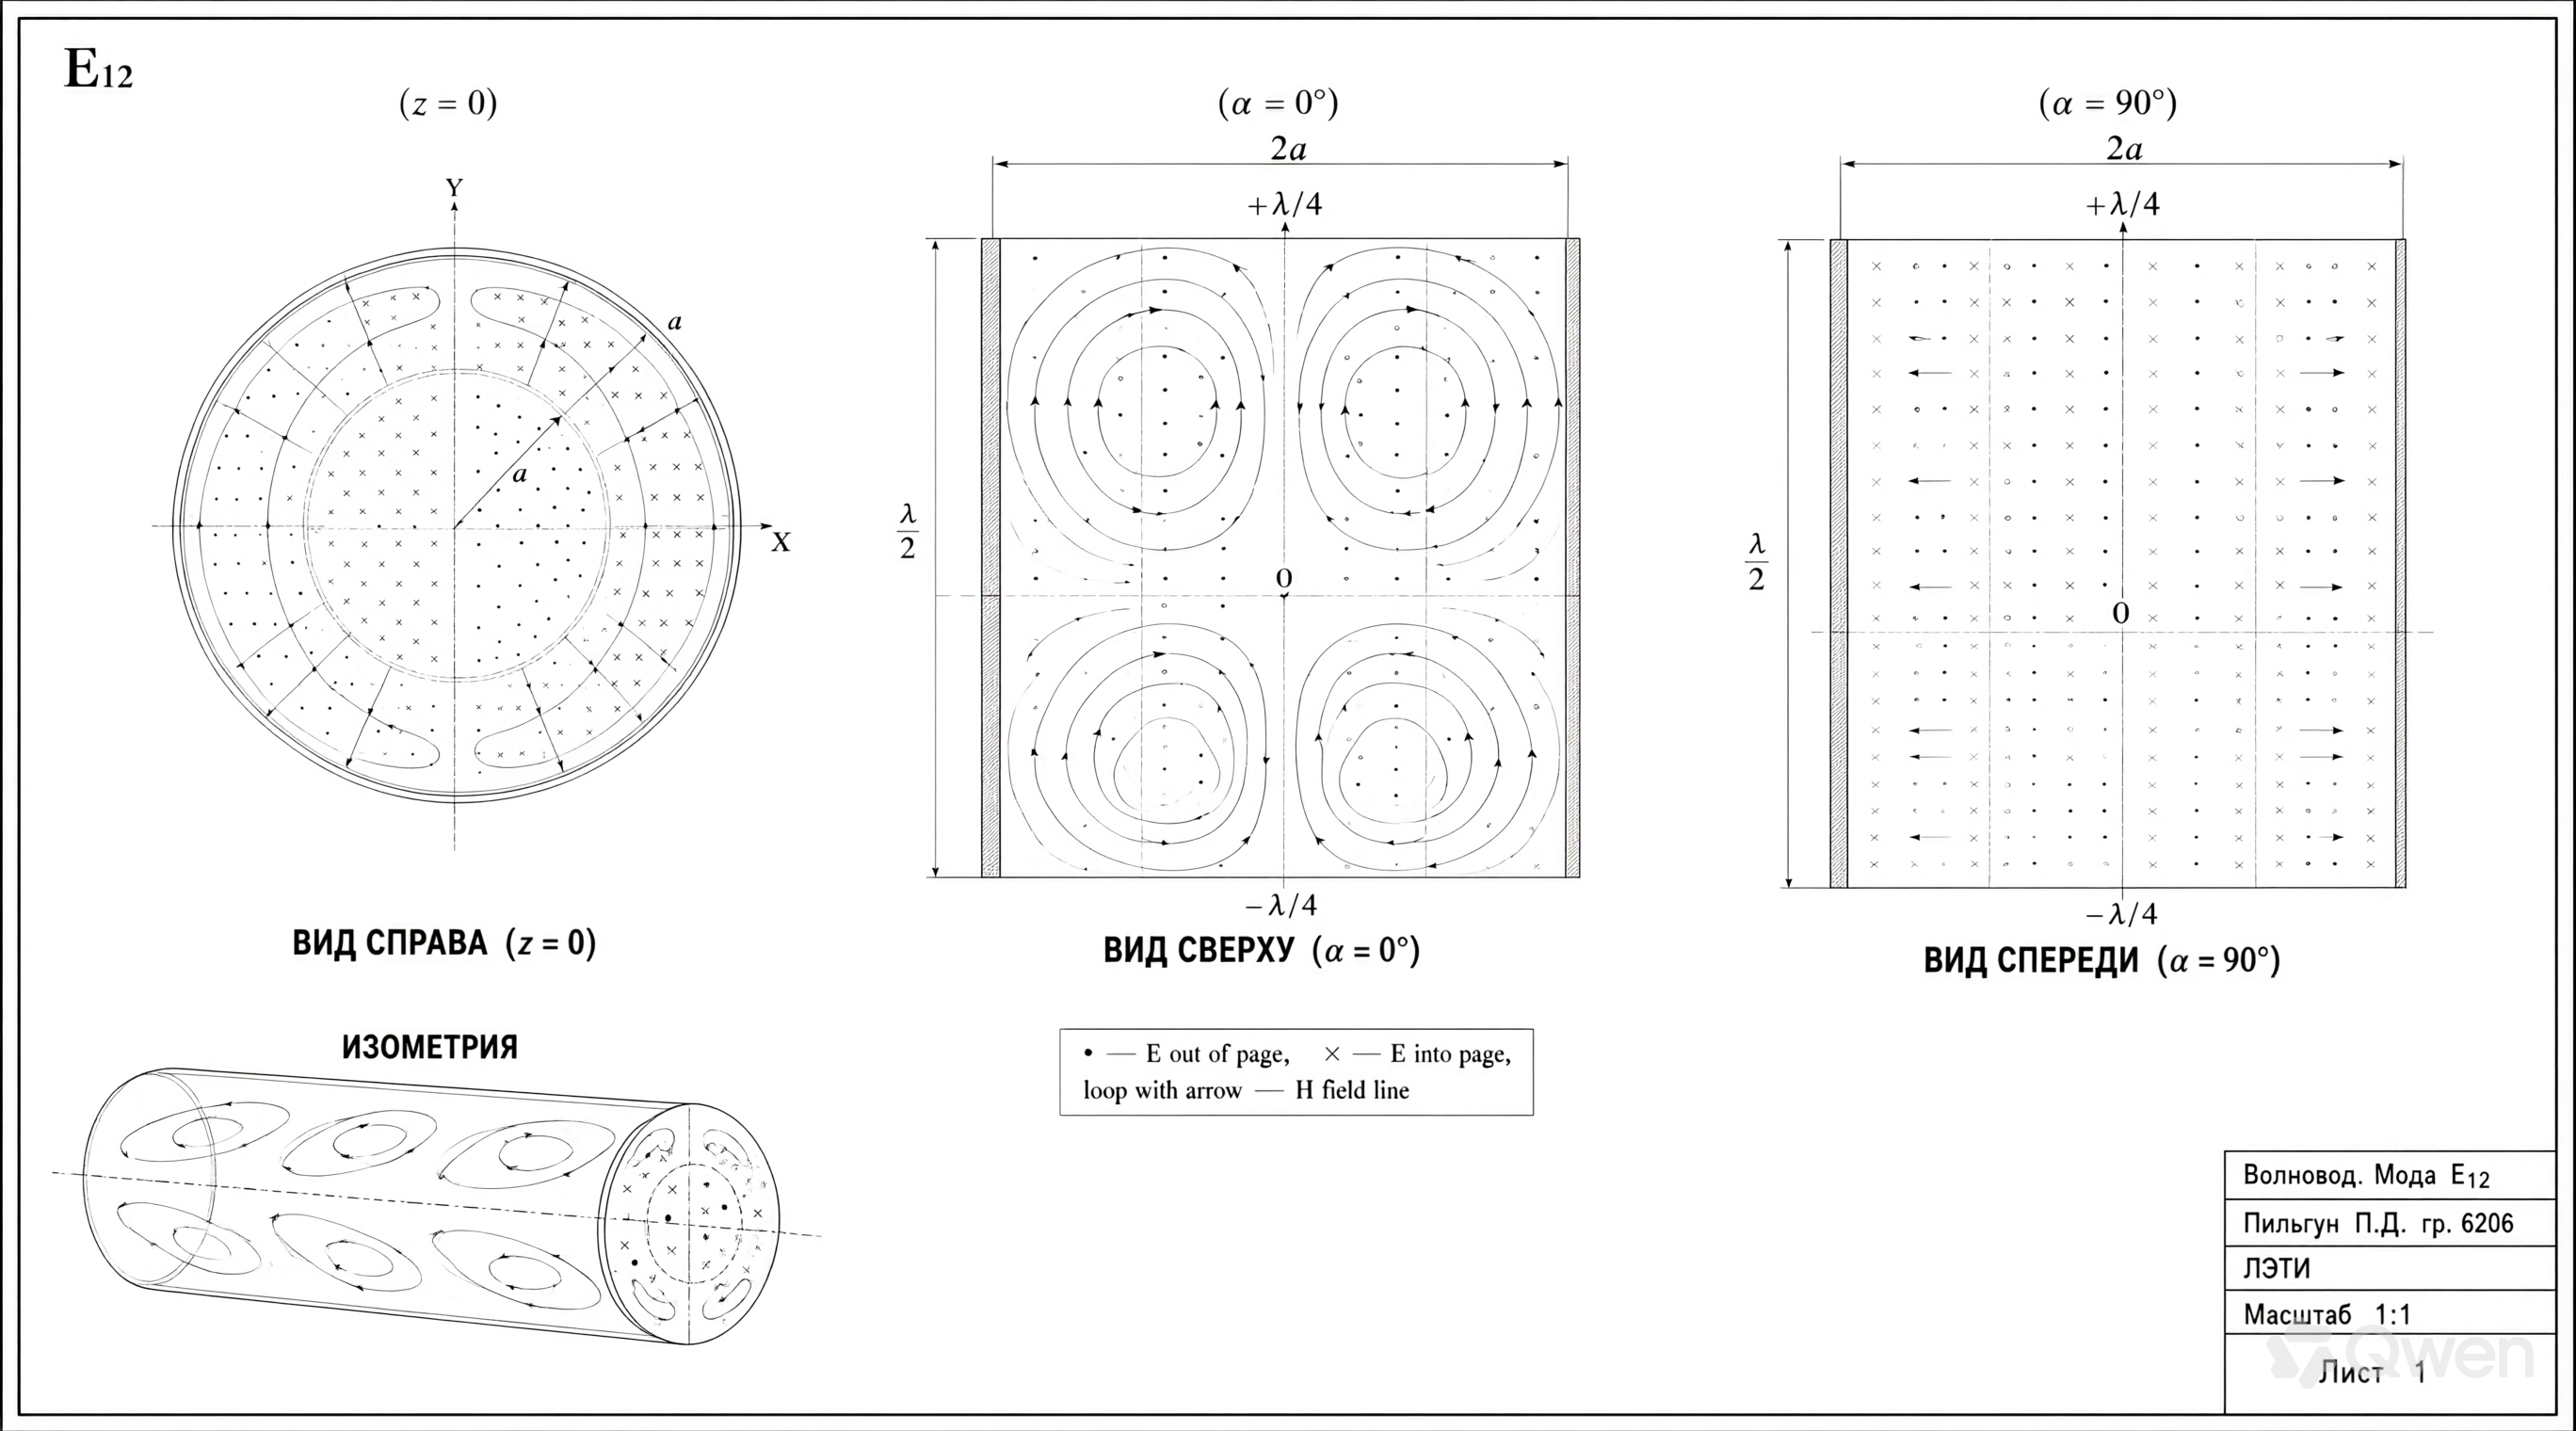 E12
(z = 0)
(α = 0°)
(α = 90°)
2a
2a
+λ/4
+λ/4
Y
a
a
X
λ/2
0
λ/2
0
−λ/4
−λ/4
ВИД СПРАВА (z = 0)
ВИД СВЕРХУ (α = 0°)
ВИД СПЕРЕДИ (α = 90°)
ИЗОМЕТРИЯ
• — E out of page, × — E into page,
loop with arrow — H field line
Волновод. Мода E12
Пильгун П.Д. гр. 6206
ЛЭТИ
Масштаб 1:1
Лист 1
Qwen